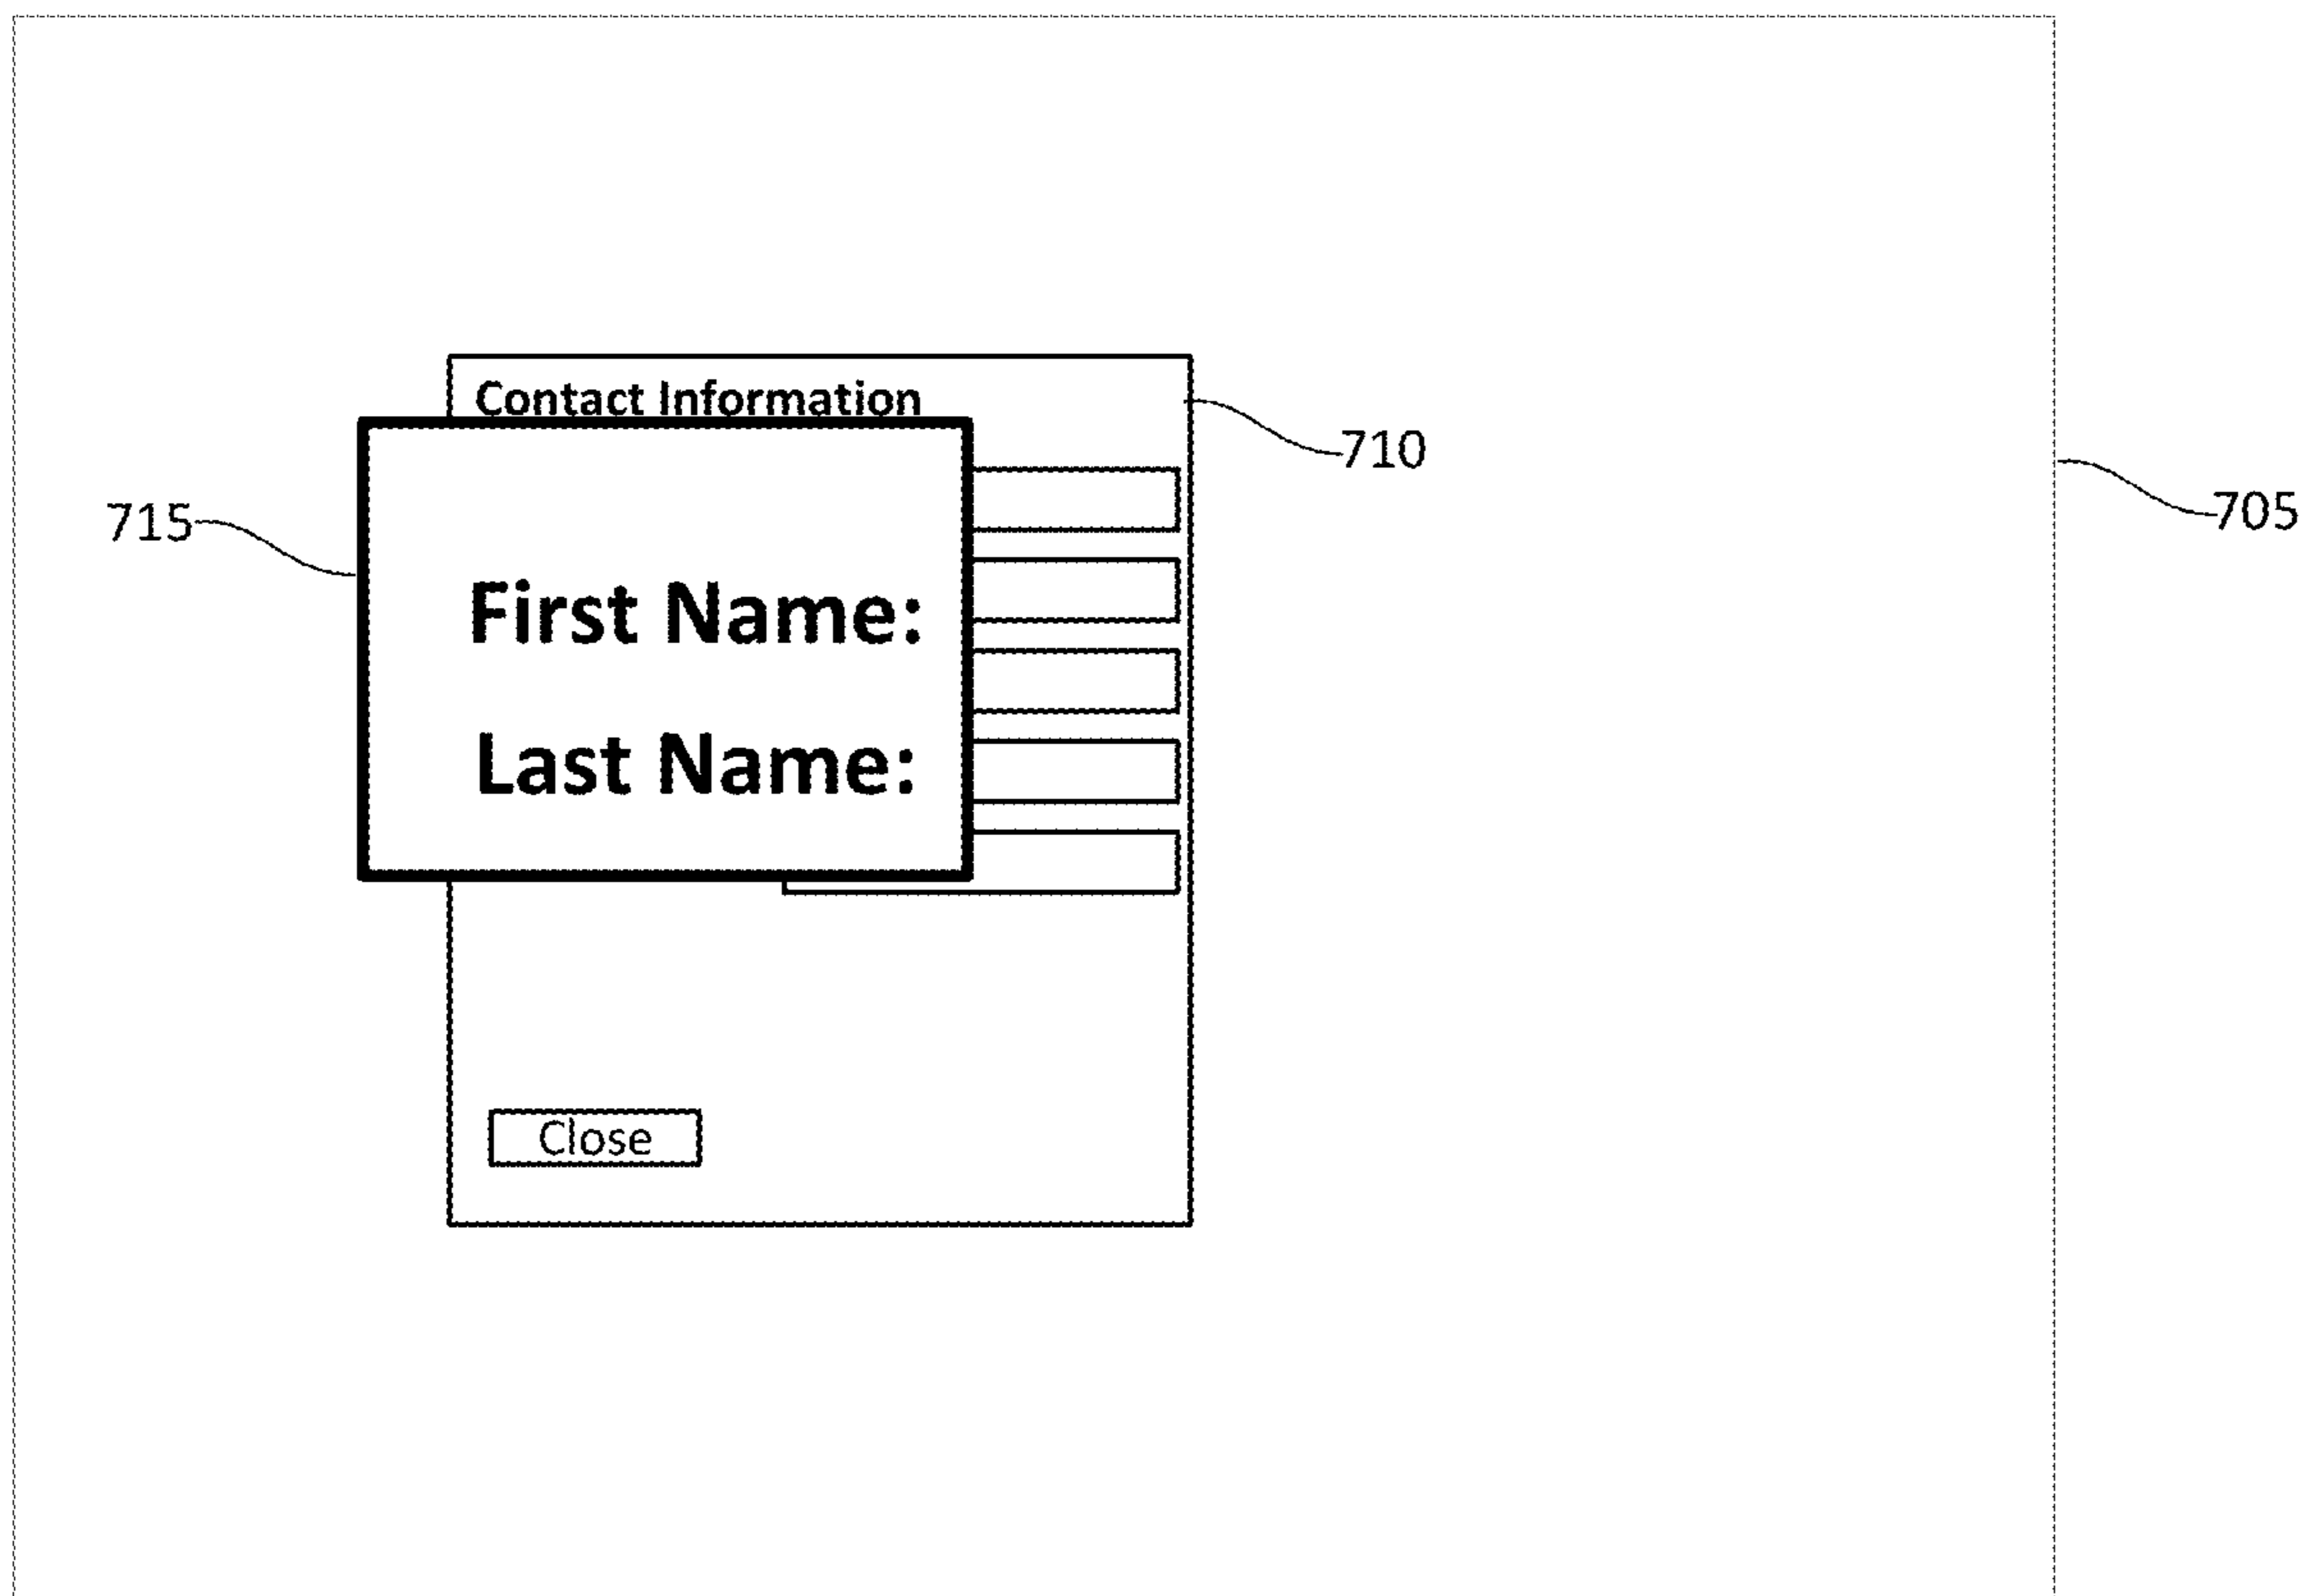 Contact Information
710
705
715
First Name:
Last Name:
Close